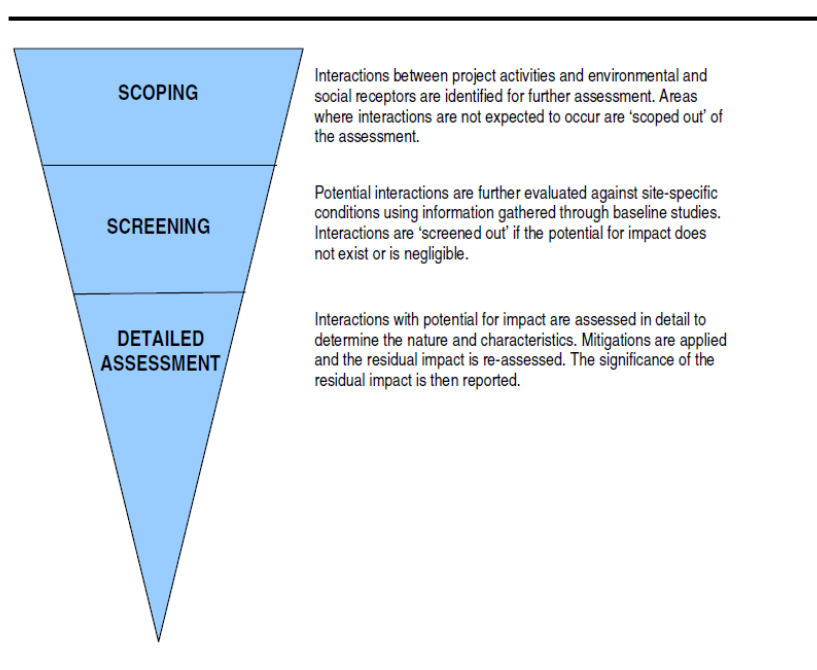 SCOPING
Interactions between project activities and environmental and
social receptors are identified for further assessment. Areas
where interactions are not expected to occur are ‘scoped out’ of
the assessment.
SCREENING
Potential interactions are further evaluated against site-specific
conditions using information gathered through baseline studies.
Interactions are ‘screened out’ if the potential for impact does
not exist or is negligible.
DETAILED
ASSESSMENT
Interactions with potential for impact are assessed in detail to
determine the nature and characteristics. Mitigations are applied
and the residual impact is re-assessed. The significance of the
residual impact is then reported.